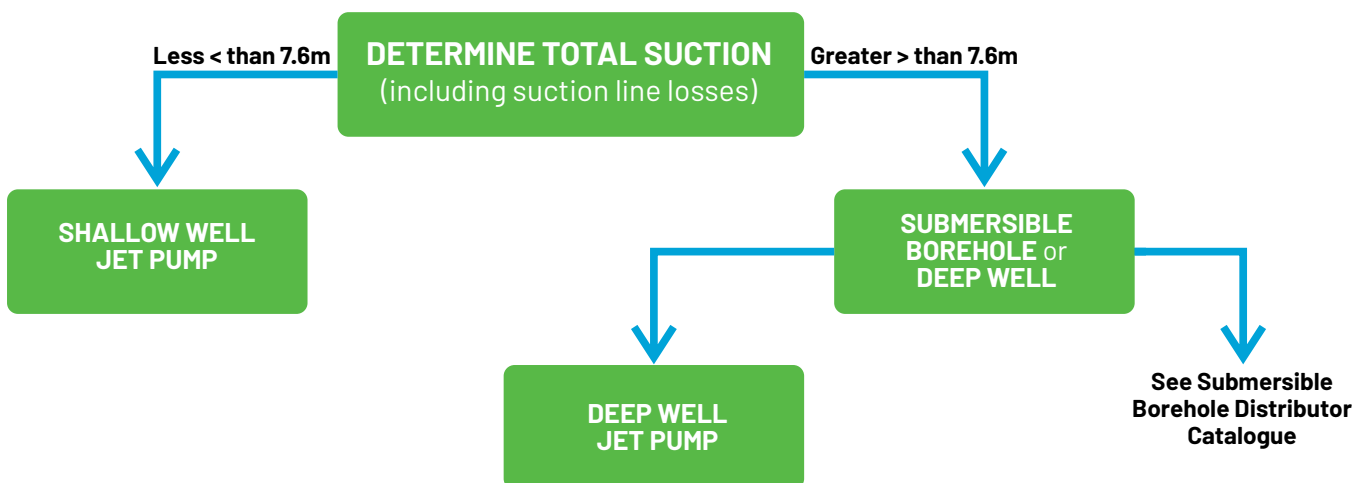 Less < than 7.6m
DETERMINE TOTAL SUCTION
(including suction line losses)
Greater > than 7.6m
SHALLOW WELL
JET PUMP
SUBMERSIBLE
BOREHOLE or
DEEP WELL
DEEP WELL
JET PUMP
See Submersible
Borehole Distributor
Catalogue